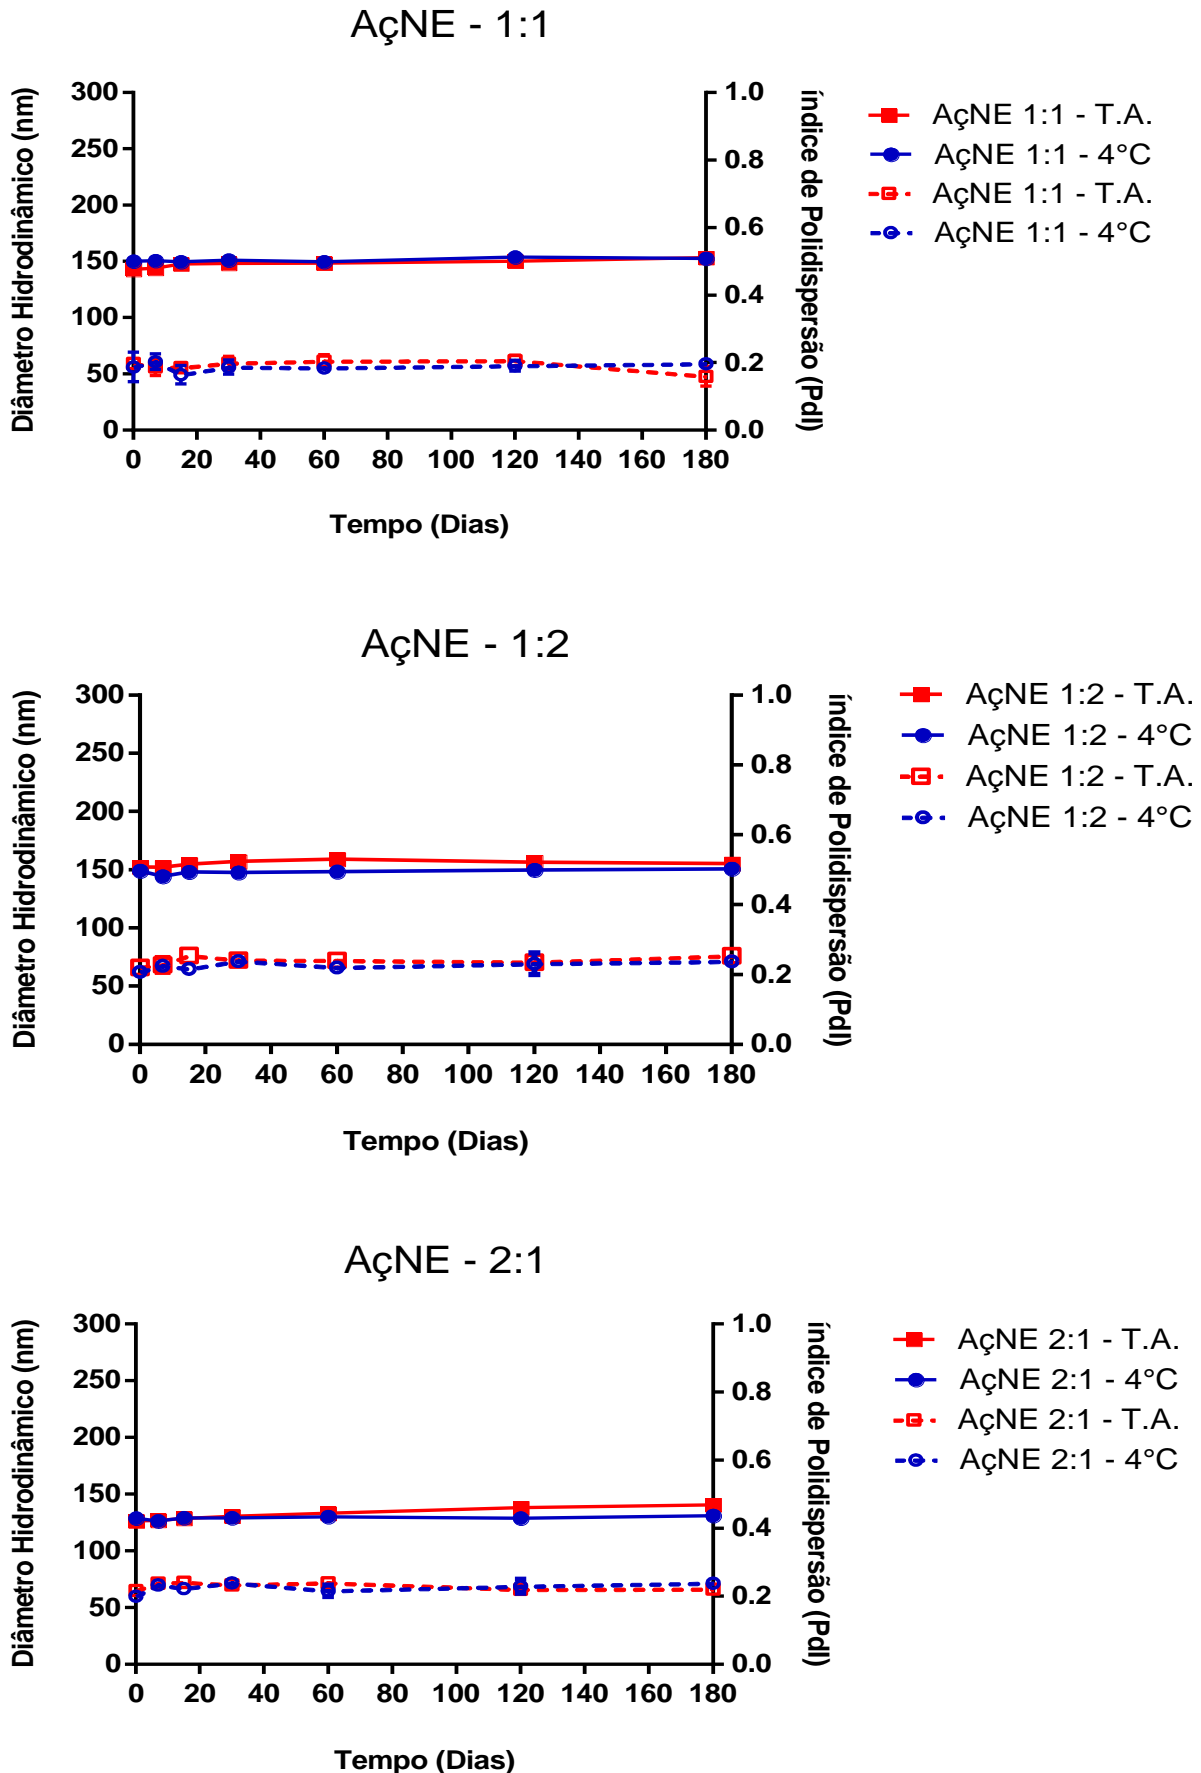 AçNE - 1:1
Diâmetro Hidrodinâmico (nm)
300
250
200
150
100
50
0
1.0
0.8
0.6
0.4
0.2
0.0
índice de Polidispersão (PdI)
0 20 40 60 80 100 120 140 160 180
Tempo (Dias)
AçNE 1:1 - T.A.
AçNE 1:1 - 4°C
AçNE 1:1 - T.A.
AçNE 1:1 - 4°C
AçNE - 1:2
Diâmetro Hidrodinâmico (nm)
300
250
200
150
100
50
0
1.0
0.8
0.6
0.4
0.2
0.0
índice de Polidispersão (PdI)
0 20 40 60 80 100 120 140 160 180
Tempo (Dias)
AçNE 1:2 - T.A.
AçNE 1:2 - 4°C
AçNE 1:2 - T.A.
AçNE 1:2 - 4°C
AçNE - 2:1
Diâmetro Hidrodinâmico (nm)
300
250
200
150
100
50
0
1.0
0.8
0.6
0.4
0.2
0.0
índice de Polidispersão (PdI)
0 20 40 60 80 100 120 140 160 180
Tempo (Dias)
AçNE 2:1 - T.A.
AçNE 2:1 - 4°C
AçNE 2:1 - T.A.
AçNE 2:1 - 4°C